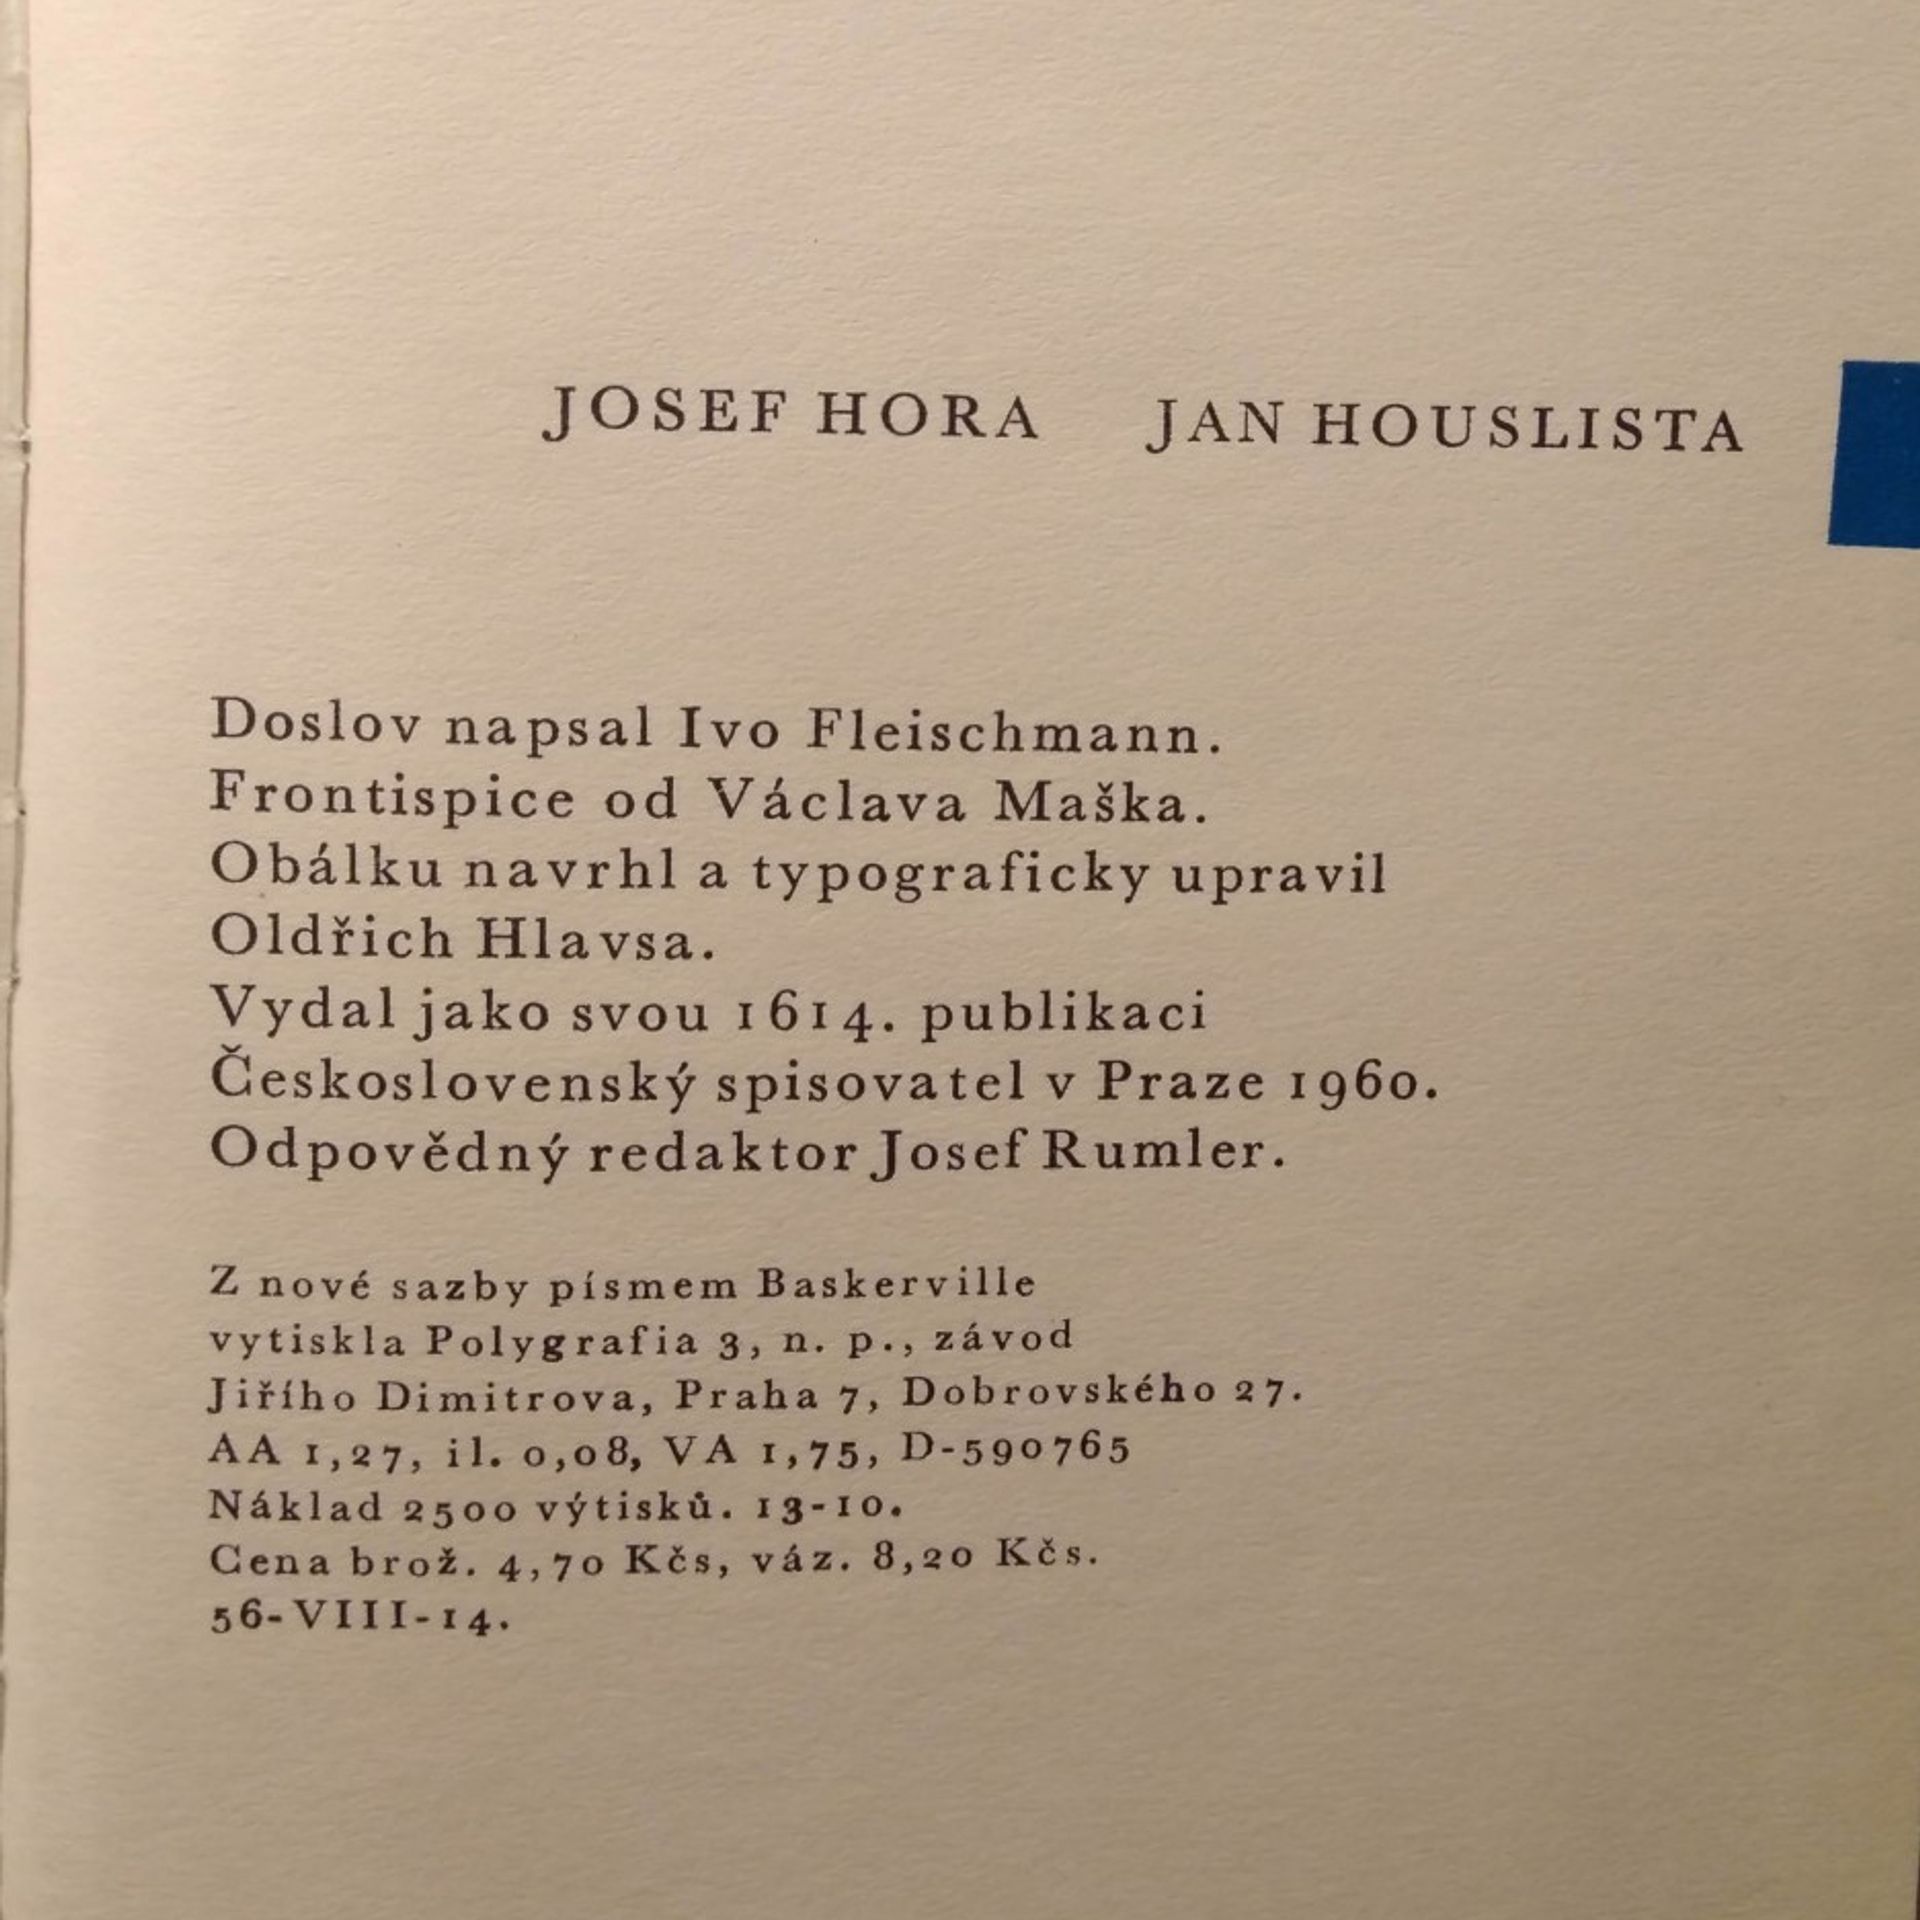 JOSEF HORA JAN HOUSLISTA
Doslov napsal Ivo Fleischmann.
Frontispice od Václava Maška.
Obálku navrhl a typograficky upravil
Oldřich Hlavsa.
Vydal jako svou 1614. publikaci
Československý spisovatel v Praze 1960.
Odpovědný redaktor Josef Rumler.
Z nové sazby písmem Baskerville
vytiskla Polygrafia 3, n. p., závod
Jiřího Dimitrova, Praha 7, Dobrovského 27.
AA 1,27, il. 0,08, VA 1,75, D-590765
Náklad 2500 výtisků. 13-10.
Cena brož. 4,70 Kčs, váz. 8,20 Kčs.
56-VIII-14.